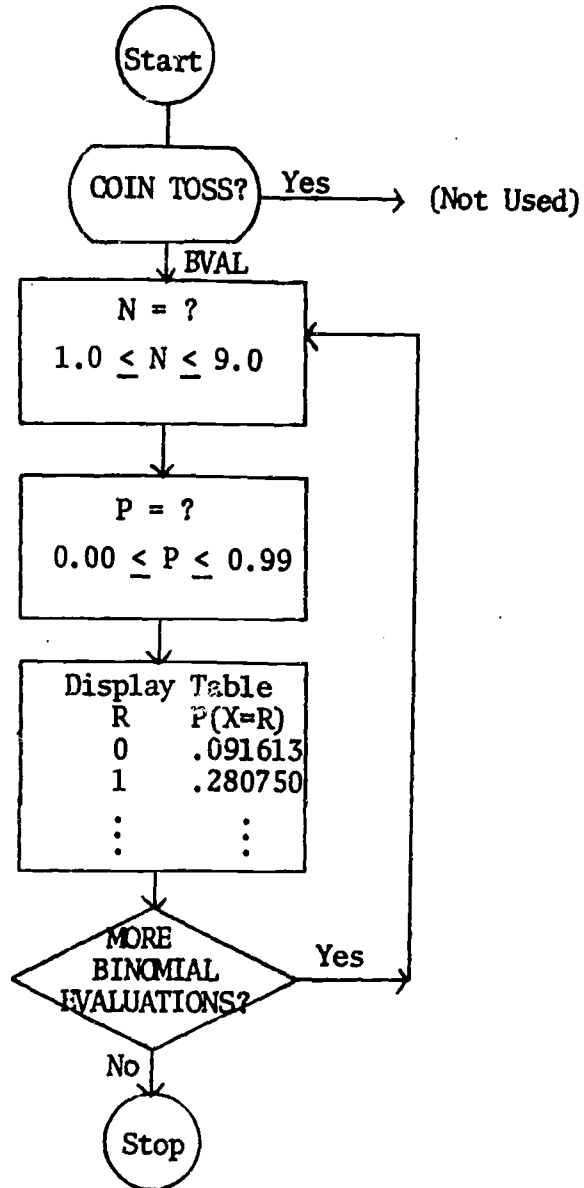 Start
COIN TOSS?
Yes
(Not Used)
BVAL
N = ?
1.0 ≤ N ≤ 9.0
P = ?
0.00 ≤ P ≤ 0.99
Display Table
R P(X=R)
0 .091613
1 .280750
⋮ ⋮
MORE
BINOMIAL
EVALUATIONS?
Yes
No
Stop